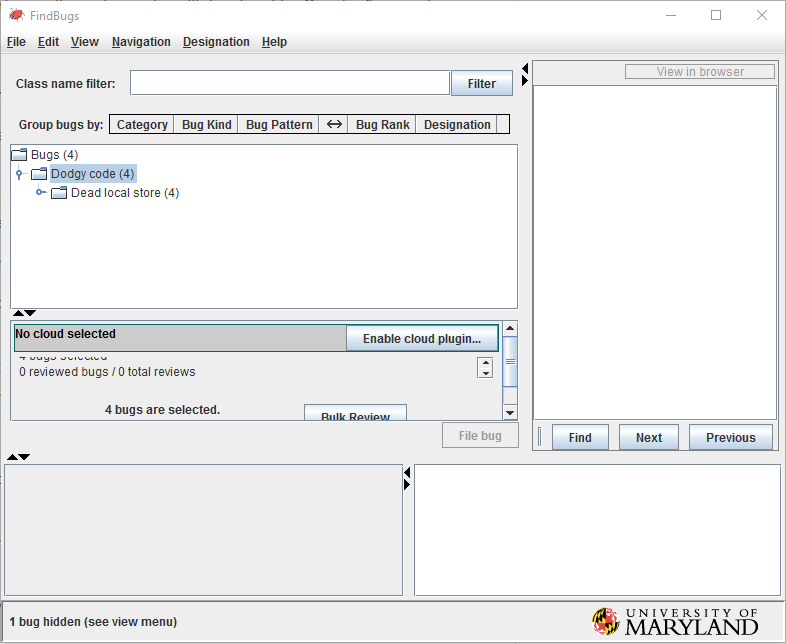 FindBugs
File Edit View Navigation Designation Help
Class name filter: Filter
View in browser
Group bugs by: Category Bug Kind Bug Pattern ↔ Bug Rank Designation
Bugs (4)
Dodgy code (4)
Dead local store (4)
No cloud selected Enable cloud plugin...
4 bugs selected
0 reviewed bugs / 0 total reviews
4 bugs are selected. Bulk Review
File bug
Find Next Previous
1 bug hidden (see view menu)
UNIVERSITY OF
MARYLAND